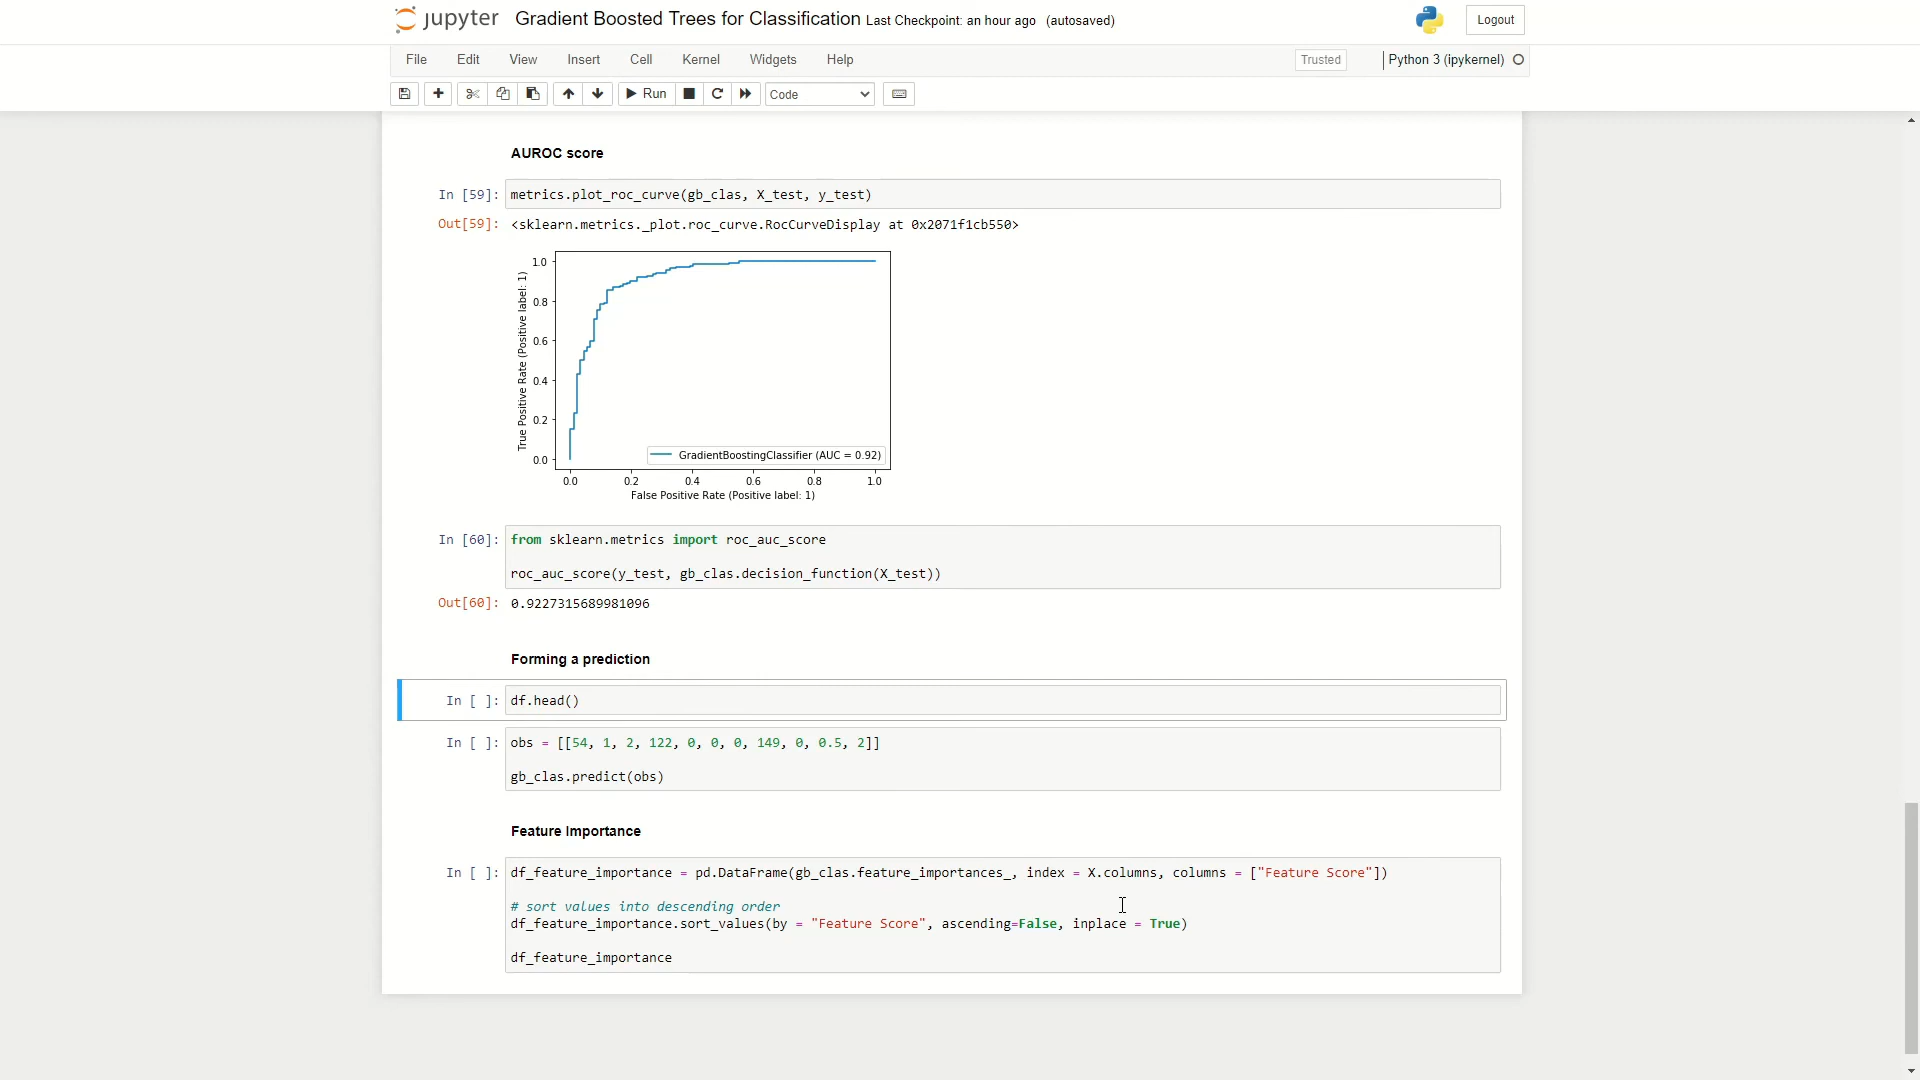 jupyter Gradient Boosted Trees for Classification Last Checkpoint: an hour ago (autosaved) Logout
File Edit View Insert Cell Kernel Widgets Help Trusted Python 3 (ipykernel)
Run Code
AUROC score
In [59]: metrics.plot_roc_curve(gb_clas, X_test, y_test)
Out[59]: <sklearn.metrics._plot.roc_curve.RocCurveDisplay at 0x2071f1cb550>
1.0
0.8
0.6
0.4
0.2
0.0
True Positive Rate (Positive label: 1)
GradientBoostingClassifier (AUC = 0.92)
0.0 0.2 0.4 0.6 0.8 1.0
False Positive Rate (Positive label: 1)
In [60]: from sklearn.metrics import roc_auc_score
roc_auc_score(y_test, gb_clas.decision_function(X_test))
Out[60]: 0.9227315689981096
Forming a prediction
In [ ]: df.head()
In [ ]: obs = [[54, 1, 2, 122, 0, 0, 0, 149, 0, 0.5, 2]]
gb_clas.predict(obs)
Feature Importance
In [ ]: df_feature_importance = pd.DataFrame(gb_clas.feature_importances_, index = X.columns, columns = ["Feature Score"])
# sort values into descending order
df_feature_importance.sort_values(by = "Feature Score", ascending=False, inplace = True)
df_feature_importance